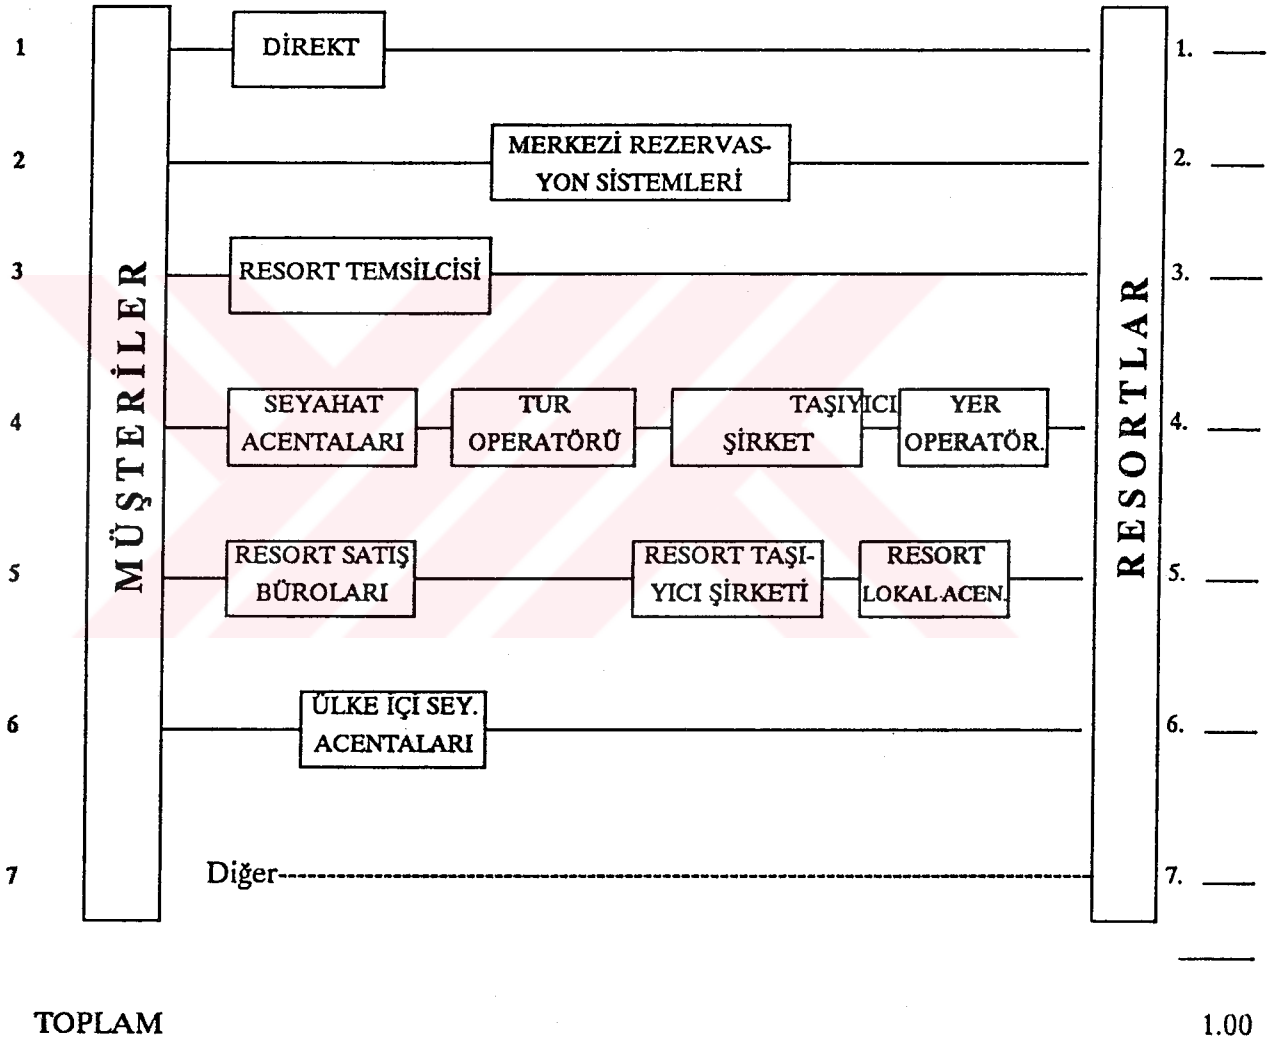 1
DİREKT
1.
2
MERKEZİ REZERVAS-
YON SİSTEMLERİ
2.
3
RESORT TEMSİLCİSİ
3.
MÜŞTERİLER
RESORTLAR
4
SEYAHAT
ACENTALARI
TUR
OPERATÖRÜ
TAŞIYICI
ŞİRKET
YER
OPERATÖR.
4.
5
RESORT SATIŞ
BÜROLARI
RESORT TAŞI-
YICI ŞİRKETİ
RESORT
LOKAL ACEN.
5.
6
ÜLKE İÇİ SEY.
ACENTALARI
6.
7
Diğer
7.
TOPLAM
1.00